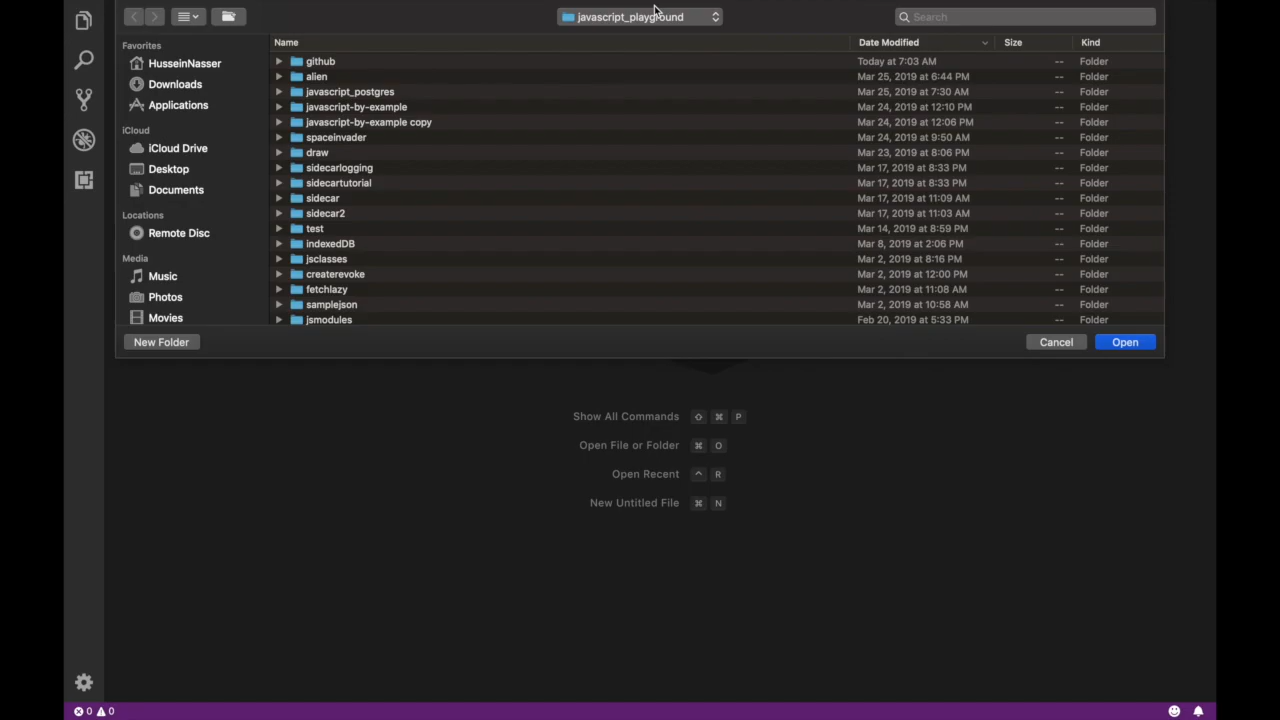 javascript_playground
Search
Favorites
HusseinNasser
Downloads
Applications
iCloud
iCloud Drive
Desktop
Documents
Locations
Remote Disc
Media
Music
Photos
Movies
Name Date Modified Size Kind
github Today at 7:03 AM -- Folder
alien Mar 25, 2019 at 6:44 PM -- Folder
javascript_postgres Mar 25, 2019 at 7:30 AM -- Folder
javascript-by-example Mar 24, 2019 at 12:10 PM -- Folder
javascript-by-example copy Mar 24, 2019 at 12:06 PM -- Folder
spaceinvader Mar 24, 2019 at 9:50 AM -- Folder
draw Mar 23, 2019 at 8:06 PM -- Folder
sidecarlogging Mar 17, 2019 at 8:33 PM -- Folder
sidecartutorial Mar 17, 2019 at 8:33 PM -- Folder
sidecar Mar 17, 2019 at 11:09 AM -- Folder
sidecar2 Mar 17, 2019 at 11:03 AM -- Folder
test Mar 14, 2019 at 8:59 PM -- Folder
indexedDB Mar 8, 2019 at 2:06 PM -- Folder
jsclasses Mar 2, 2019 at 8:16 PM -- Folder
createrevoke Mar 2, 2019 at 12:00 PM -- Folder
fetchlazy Mar 2, 2019 at 11:08 AM -- Folder
samplejson Mar 2, 2019 at 10:58 AM -- Folder
jsmodules Feb 20, 2019 at 5:33 PM -- Folder
New Folder Cancel Open
Show All Commands ⇧ ⌘ P
Open File or Folder ⌘ O
Open Recent ^ R
New Untitled File ⌘ N
0 0